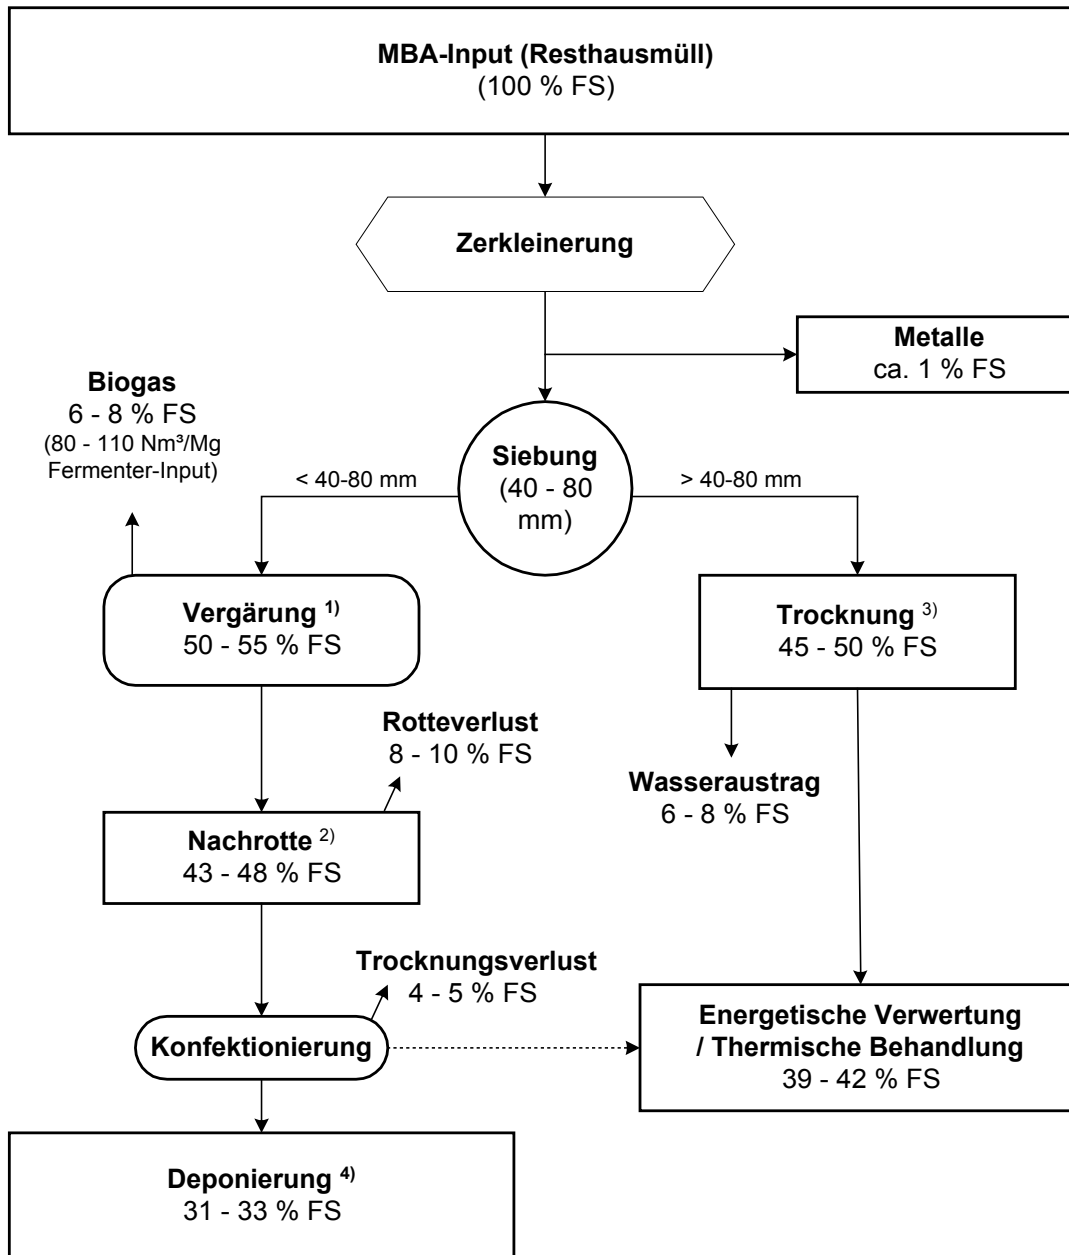 MBA-Input (Resthausmüll)
(100 % FS)
Zerkleinerung
Metalle
ca. 1 % FS
Biogas
6 - 8 % FS
(80 - 110 Nm³/Mg
Fermenter-Input)
Siebung
(40 - 80
mm)
< 40-80 mm
> 40-80 mm
Vergärung ¹⁾
50 - 55 % FS
Trocknung ³⁾
45 - 50 % FS
Rotteverlust
8 - 10 % FS
Wasseraustrag
6 - 8 % FS
Nachrotte ²⁾
43 - 48 % FS
Trocknungsverlust
4 - 5 % FS
Konfektionierung
Energetische Verwertung
/ Thermische Behandlung
39 - 42 % FS
Deponierung ⁴⁾
31 - 33 % FS